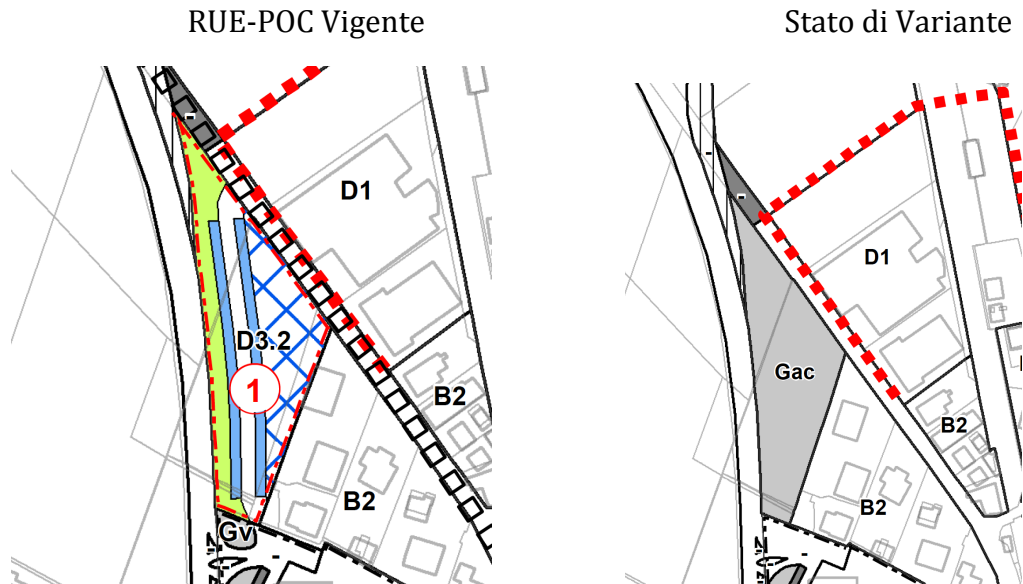 RUE-POC Vigente
Stato di Variante
D1
D3.2
1
B2
B2
Gv
D1
Gac
B2
B2